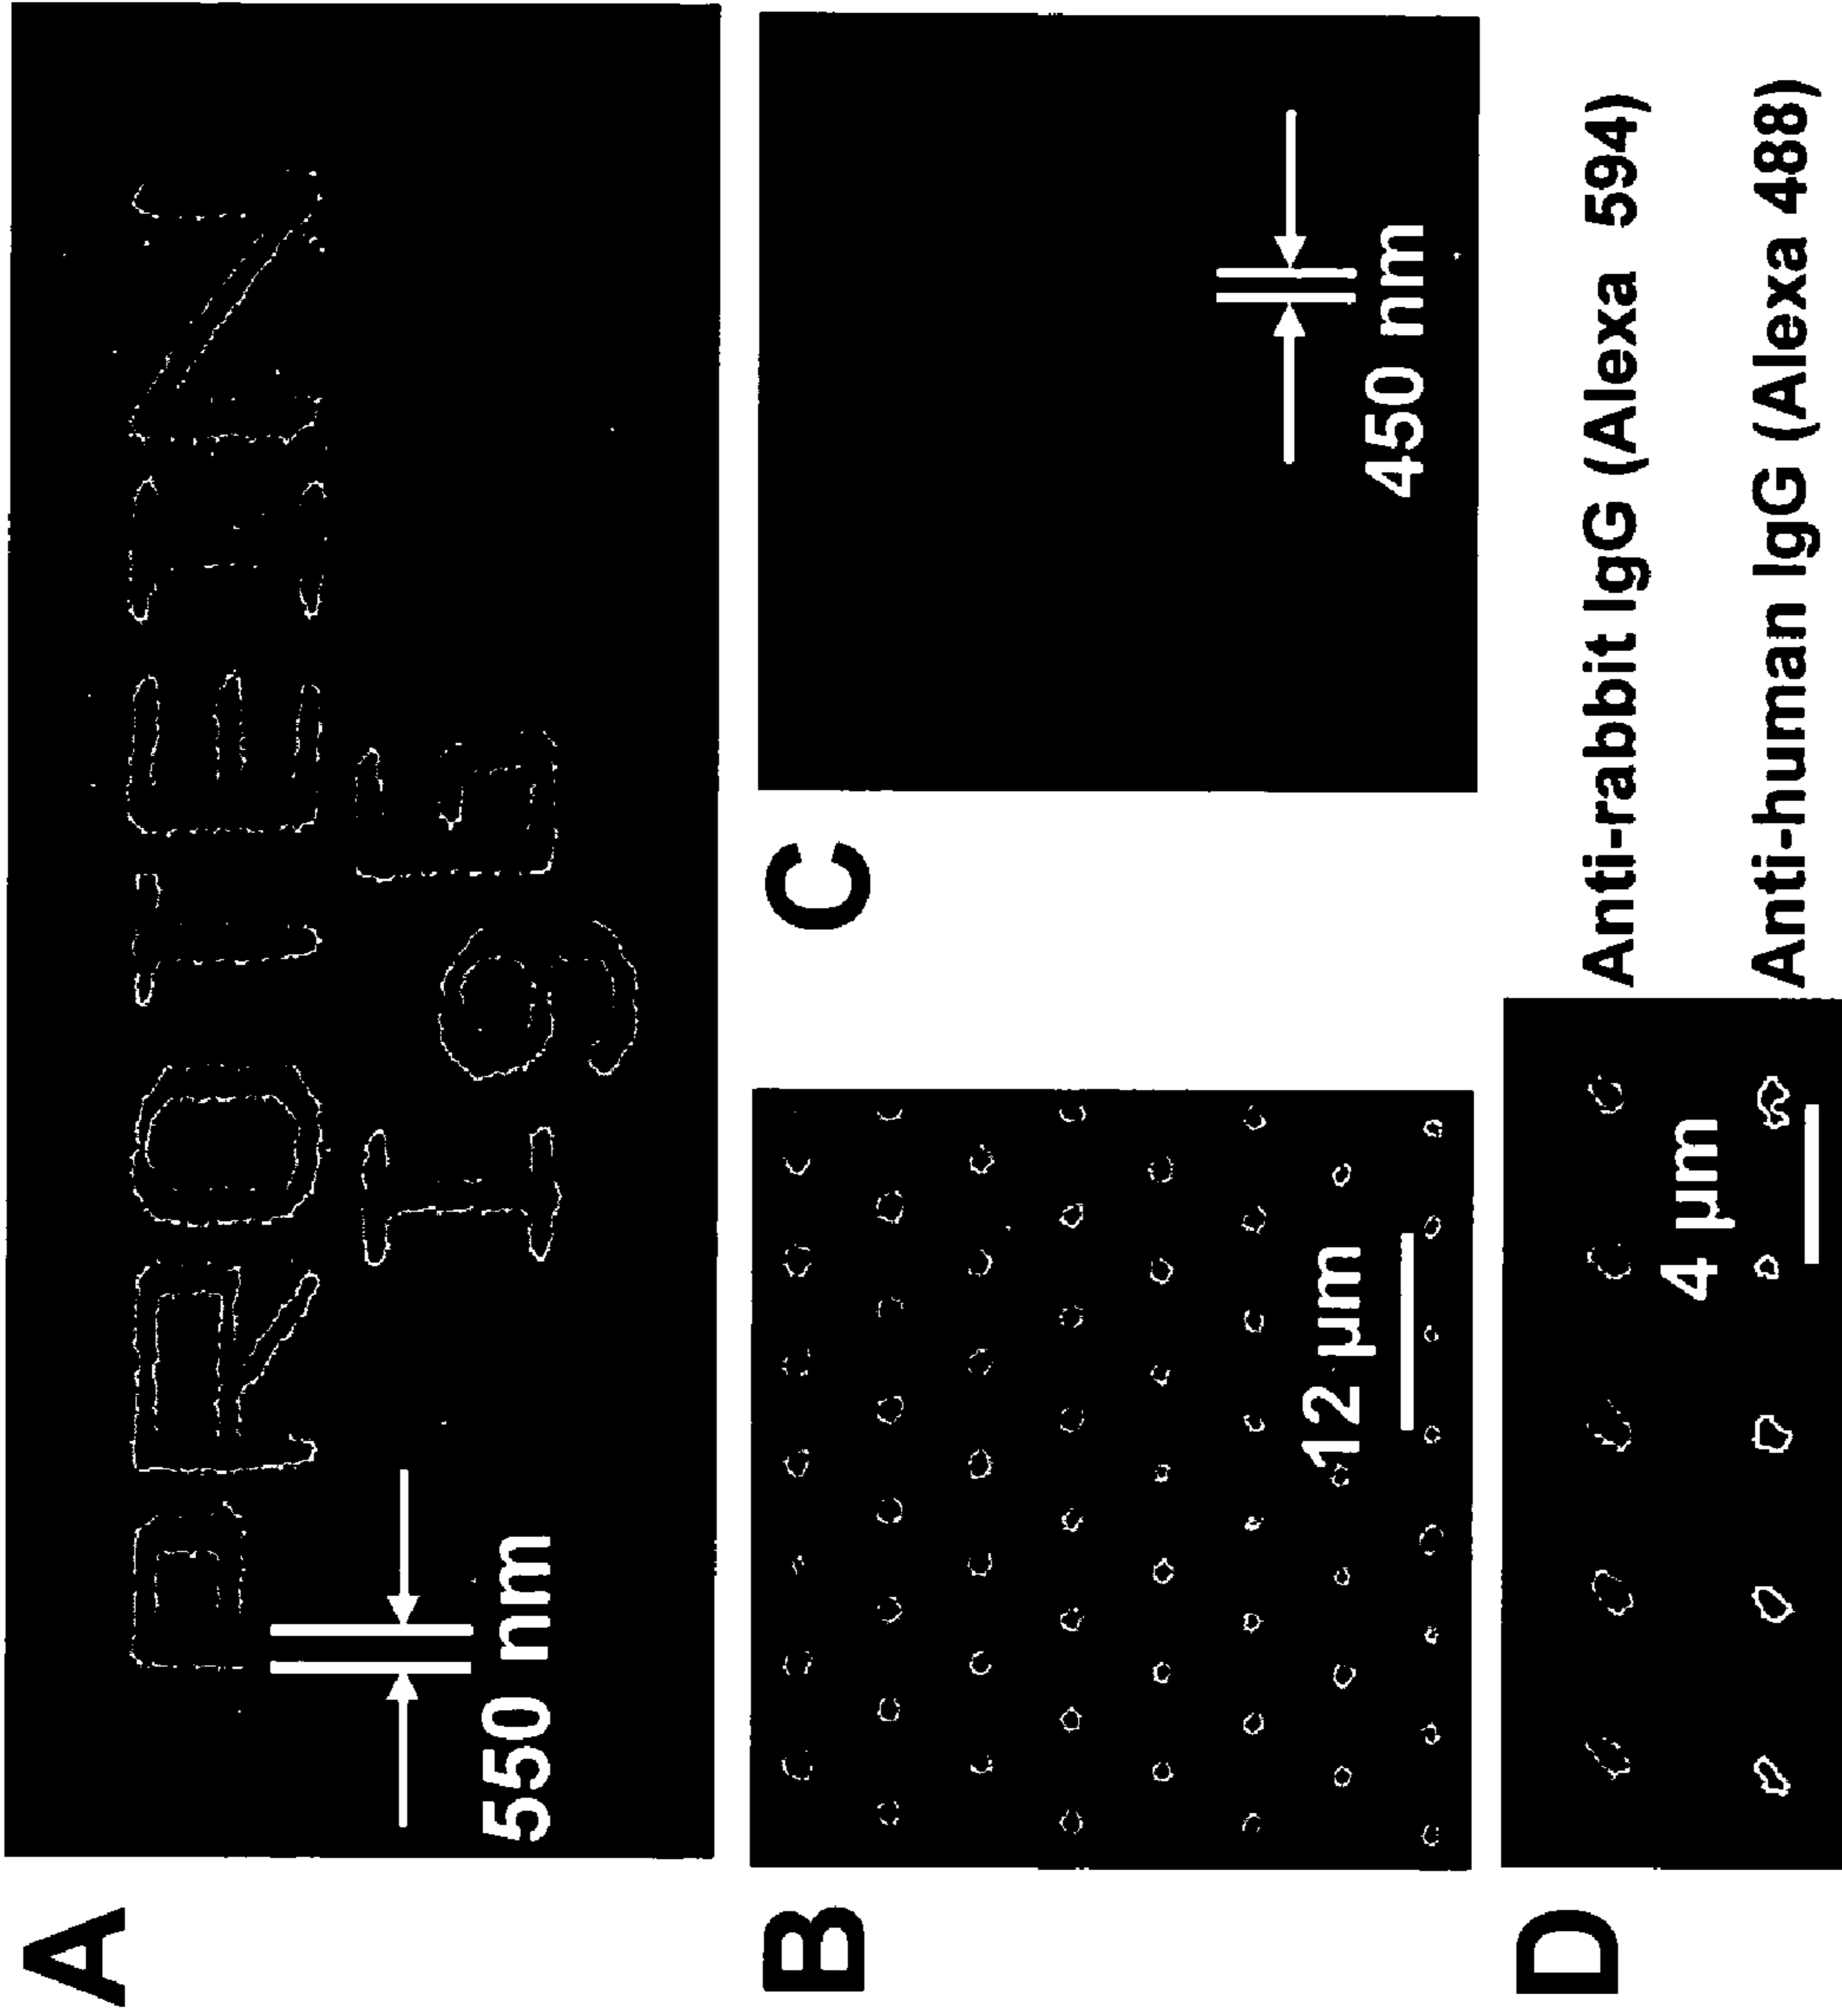 A
PROTEIN
IgG
550 nm
B
12 µm
C
450 nm
D
4 µm
Anti-rabbit IgG (Alexa 594)
Anti-human IgG (Alexa 488)